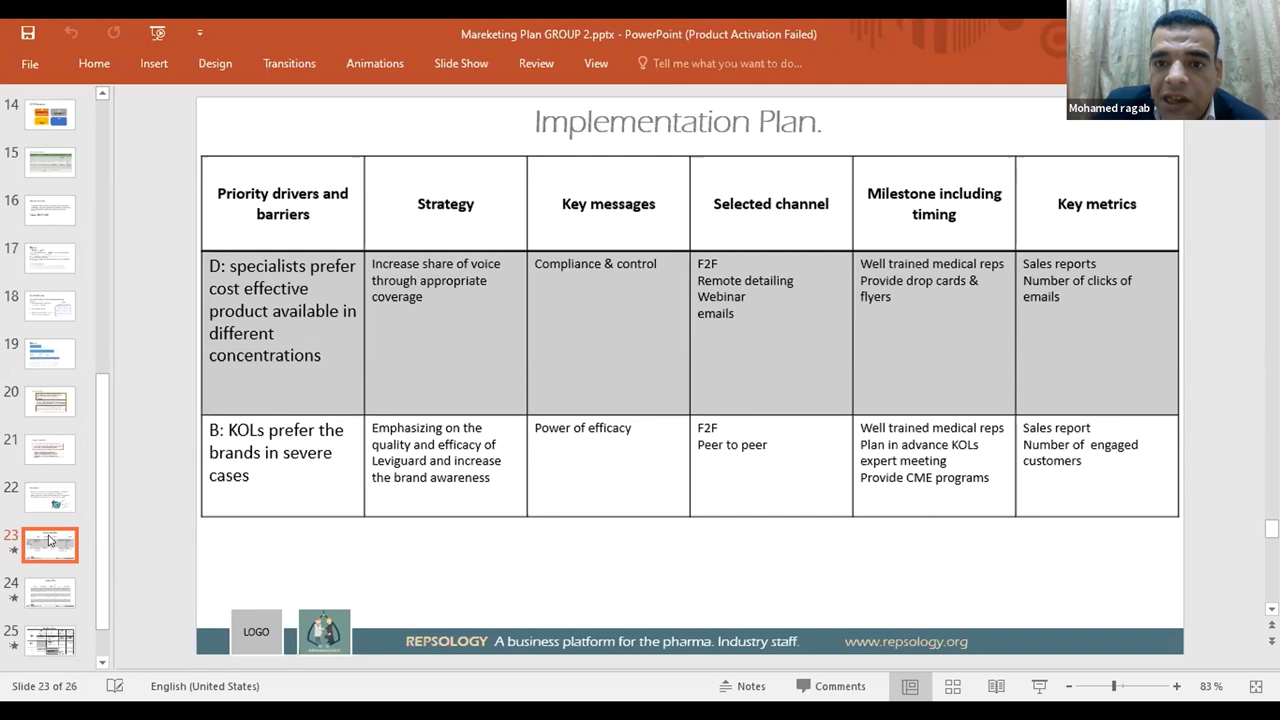 Mareketing Plan GROUP 2.pptx - PowerPoint (Product Activation Failed)
File
Home
Insert
Design
Transitions
Animations
Slide Show
Review
View
Tell me what you want to do...
Mohamed ragab
14
15
16
17
18
19
20
21
22
23
24
25
Implementation Plan.
Priority drivers and
barriers
Strategy
Key messages
Selected channel
Milestone including
timing
Key metrics
D: specialists prefer
cost effective
product available in
different
concentrations
Increase share of voice
through appropriate
coverage
Compliance & control
F2F
Remote detailing
Webinar
emails
Well trained medical reps
Provide drop cards &
flyers
Sales reports
Number of clicks of
emails
B: KOLs prefer the
brands in severe
cases
Emphasizing on the
quality and efficacy of
Leviguard and increase
the brand awareness
Power of efficacy
F2F
Peer to peer
Well trained medical reps
Plan in advance KOLs
expert meeting
Provide CME programs
Sales report
Number of engaged
customers
LOGO
REPSOLOGY A business platform for the pharma. Industry staff.
www.repsology.org
Slide 23 of 26
English (United States)
Notes
Comments
83 %